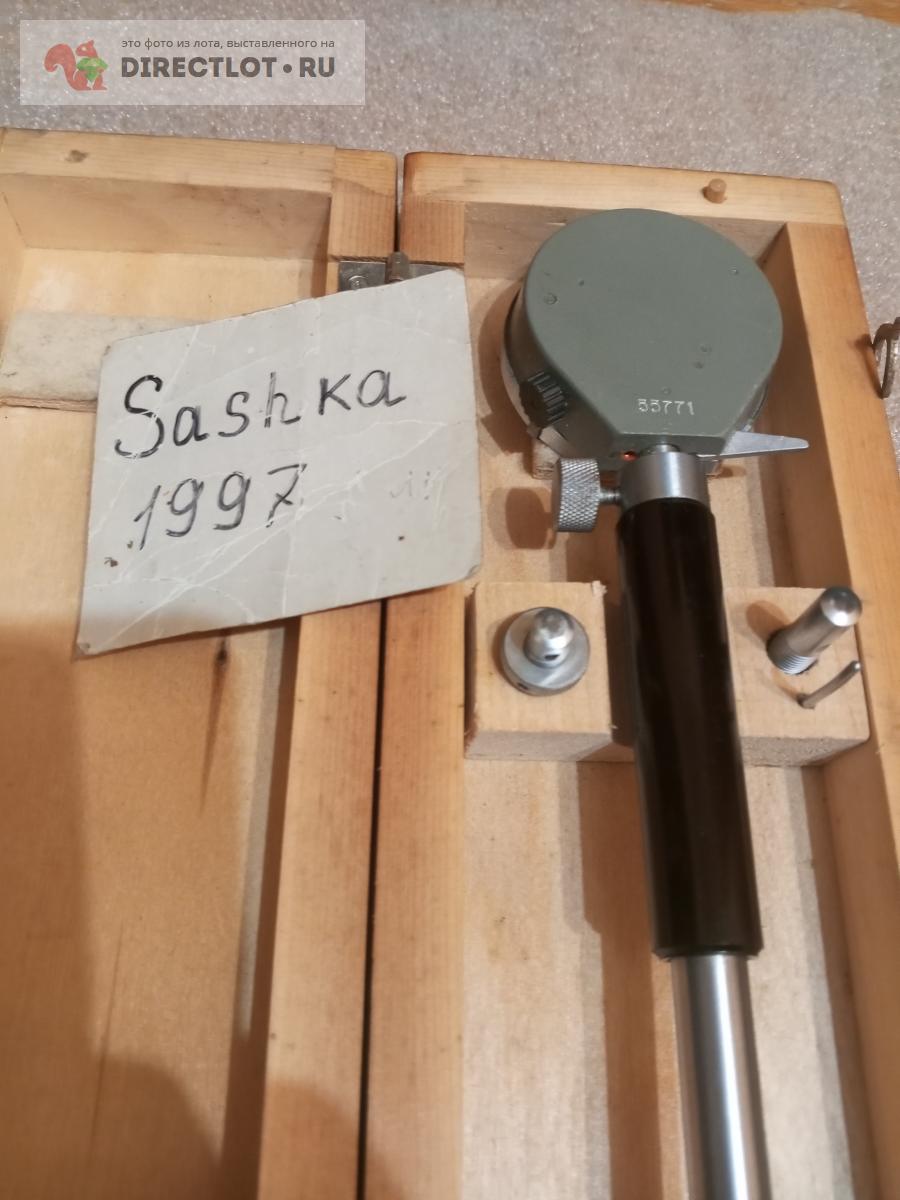 это фото из лота, выставленного на
DIRECTLOT•RU
55771
Sashka
1997